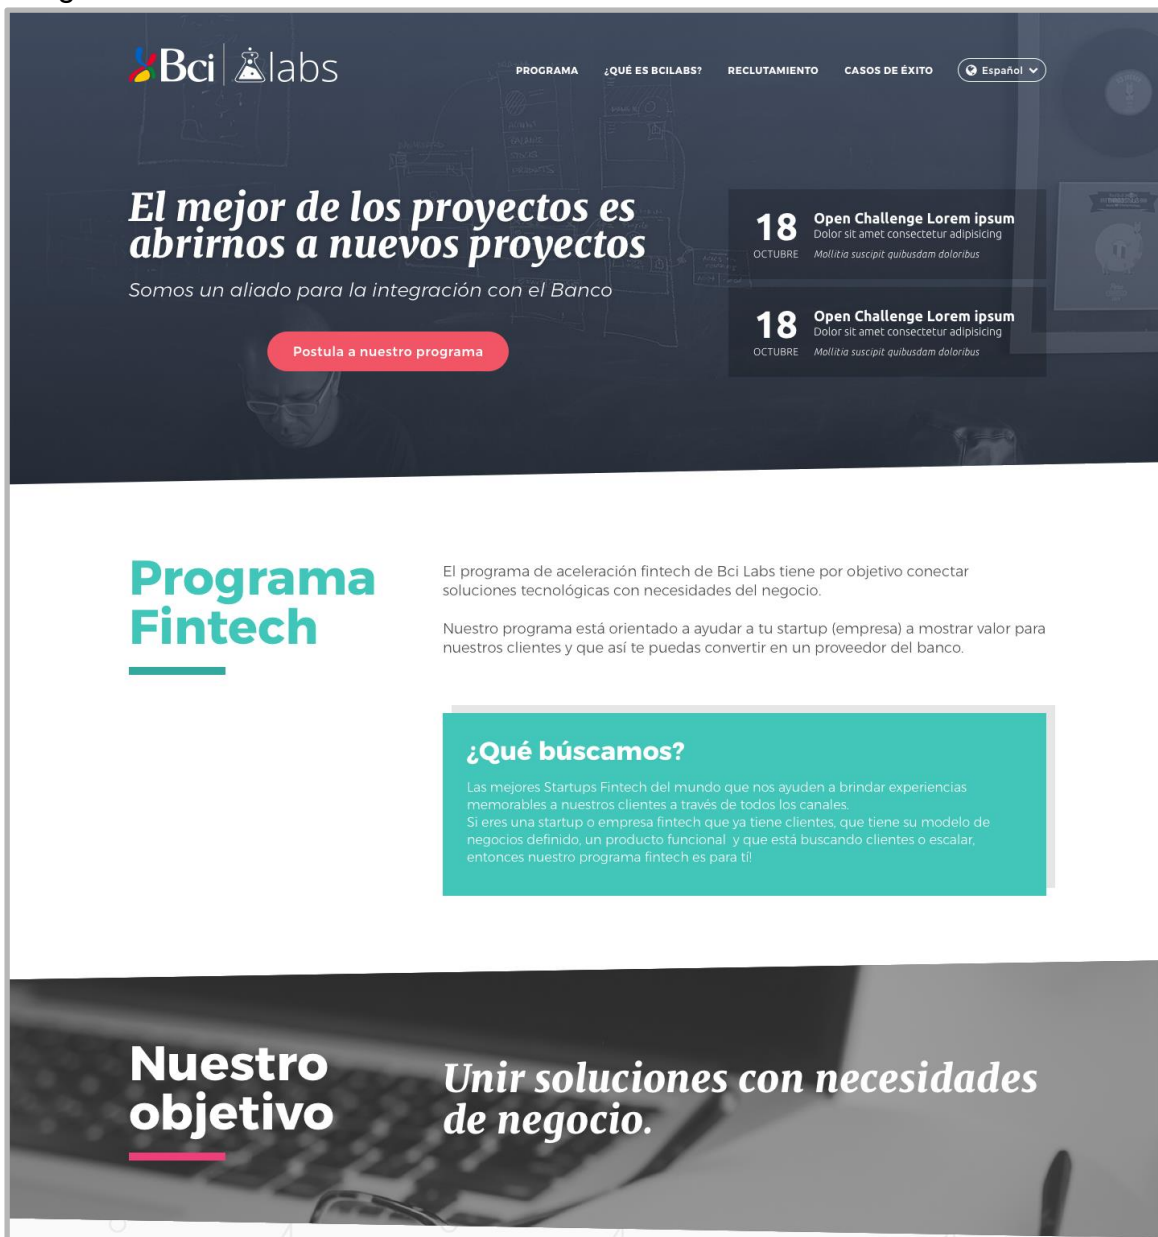 Bci labs
PROGRAMA ¿QUÉ ES BCILABS? RECLUTAMIENTO CASOS DE ÉXITO Español
El mejor de los proyectos es
abrirnos a nuevos proyectos
Somos un aliado para la integración con el Banco
Postula a nuestro programa
18
OCTUBRE
Open Challenge Lorem ipsum
Dolor sit amet consectetur adipisicing
Mollitia suscipit quibusdam doloribus
18
OCTUBRE
Open Challenge Lorem ipsum
Dolor sit amet consectetur adipisicing
Mollitia suscipit quibusdam doloribus
Programa
Fintech
El programa de aceleración fintech de Bci Labs tiene por objetivo conectar
soluciones tecnológicas con necesidades del negocio.
Nuestro programa está orientado a ayudar a tu startup (empresa) a mostrar valor para
nuestros clientes y que así te puedas convertir en un proveedor del banco.
¿Qué búscamos?
Las mejores Startups Fintech del mundo que nos ayuden a brindar experiencias
memorables a nuestros clientes a través de todos los canales.
Si eres una startup o empresa fintech que ya tiene clientes, que tiene su modelo de
negocios definido, un producto funcional y que está buscando clientes o escalar,
entonces nuestro programa fintech es para tí!
Nuestro
objetivo
Unir soluciones con necesidades
de negocio.